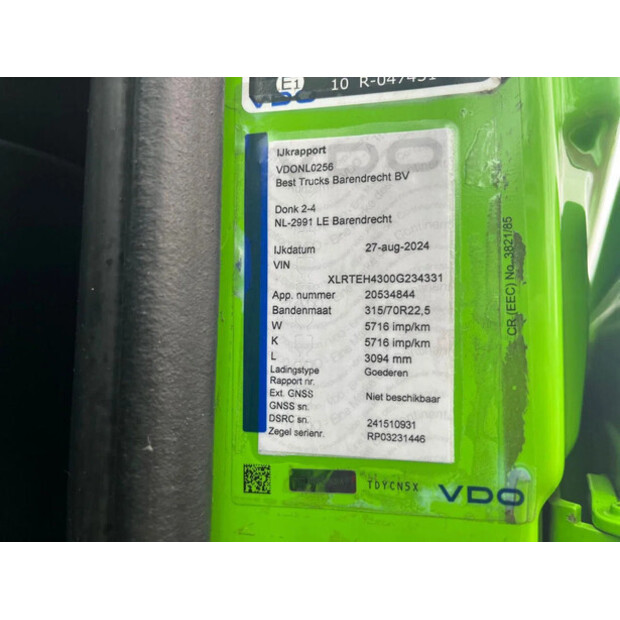 E1 10 R-047431
VDO
IJkrapport
VDONL0256
Best Trucks Barendrecht BV
Donk 2-4
NL-2991 LE Barendrecht
IJkdatum 27-aug-2024
VIN
XLRTEH4300G234331
App. nummer 20534844
Bandenmaat 315/70R22,5
W 5716 imp/km
K 5716 imp/km
L 3094 mm
Ladingstype Goederen
Rapport nr.
Ext. GNSS Niet beschikbaar
GNSS sn.
DSRC sn. 241510931
Zegel serienr. RP03231446
TDYCN5X
VDO
CR (EEC) No. 3821/85